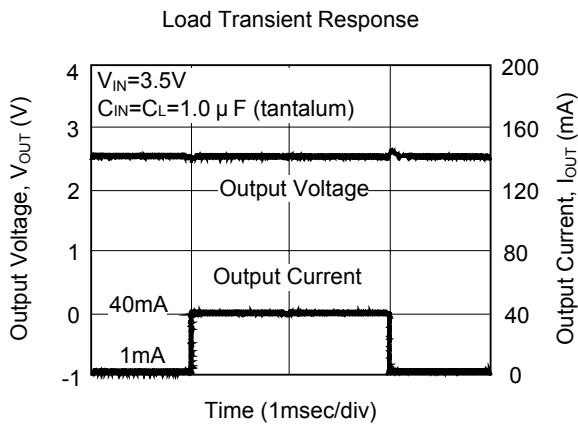 Load Transient Response
Output Voltage, VOUT (V)
4
3
2
1
0
-1
VIN=3.5V
CIN=CL=1.0 μ F (tantalum)
Output Voltage
Output Current
40mA
1mA
200
160
140
120
80
40
0
Output Current, IOUT (mA)
Time (1msec/div)